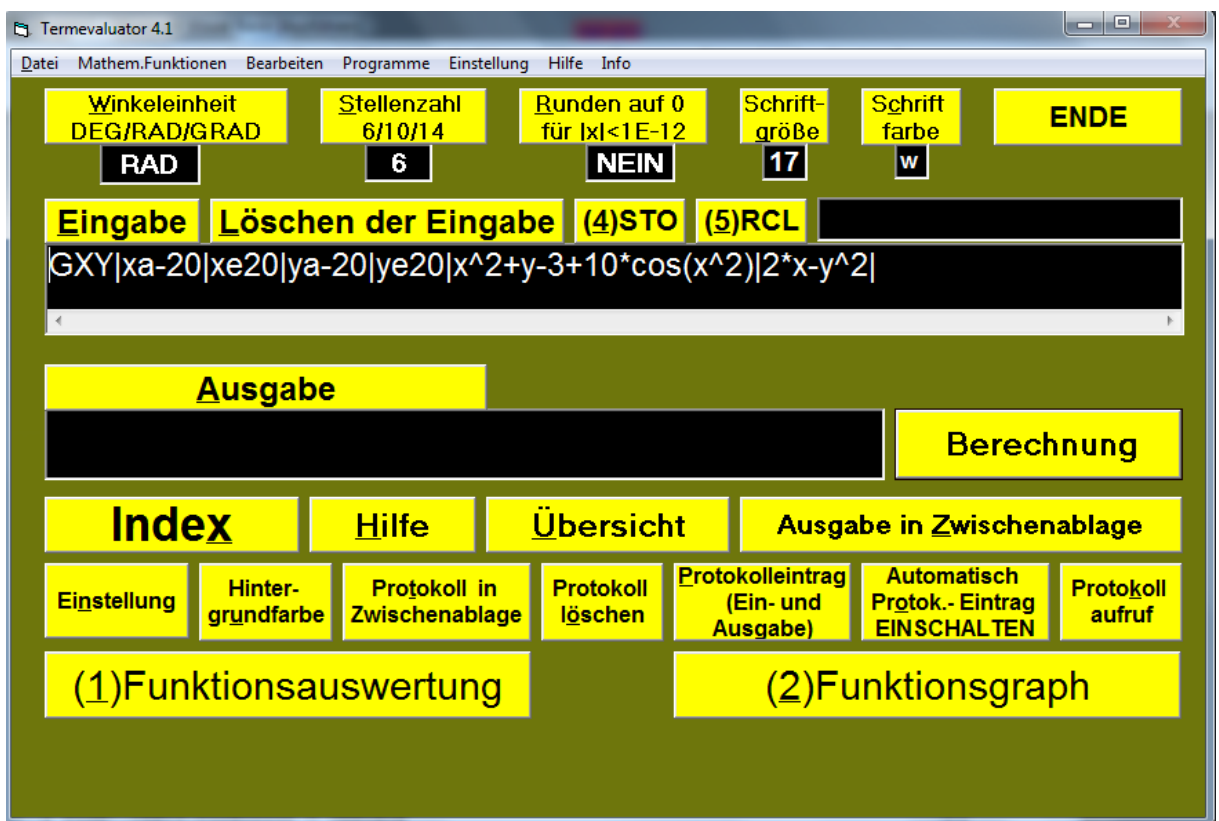 Termevaluator 4.1
Datei Mathem.Funktionen Bearbeiten Programme Einstellung Hilfe Info
Winkeleinheit
DEG/RAD/GRAD
RAD
Stellenzahl
6/10/14
6
Runden auf 0
für |x|<1E-12
NEIN
Schrift-
größe
17
Schrift
farbe
w
ENDE
Eingabe
Löschen der Eingabe
(4)STO
(5)RCL
GXY|xa-20|xe20|ya-20|ye20|x^2+y-3+10*cos(x^2)|2*x-y^2|
Ausgabe
Berechnung
Index
Hilfe
Übersicht
Ausgabe in Zwischenablage
Einstellung
Hinter-
grundfarbe
Protokoll in
Zwischenablage
Protokoll
löschen
Protokolleintrag
(Ein- und
Ausgabe)
Automatisch
Protok.- Eintrag
EINSCHALTEN
Protokoll
aufruf
(1)Funktionsauswertung
(2)Funktionsgraph